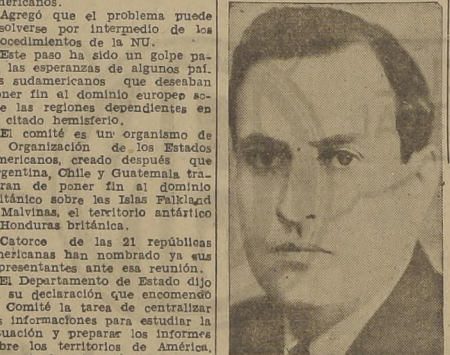 mericanos.
Agregó que el problema puede
solverse por intermedio de los
ocedimientos de la NU.
Este paso ha sido un golpe pa-
las esperanzas de algunos paí.
s sudamericanos que deseaban
oner fin al dominio europeo so-
e las regiones dependientes en
citado hemisferio.
El comité es un organismo de
Organización de los Estados
mericanos, creado después que
rgentina, Chile y Guatemala tra-
ran de poner fin al dominio
itánico sobre las Islas Falkland
Malvinas, el territorio antártico
Honduras británica.
Catorce de las 21 repúblicas
mericanas han nombrado ya sus
presentantes ante esa reunión.
El Departamento de Estado dijo
su declaración que encomendó
Comité la tarea de centralizar
s informaciones para estudiar la
uación y preparar los informes
bre los territorios de América,